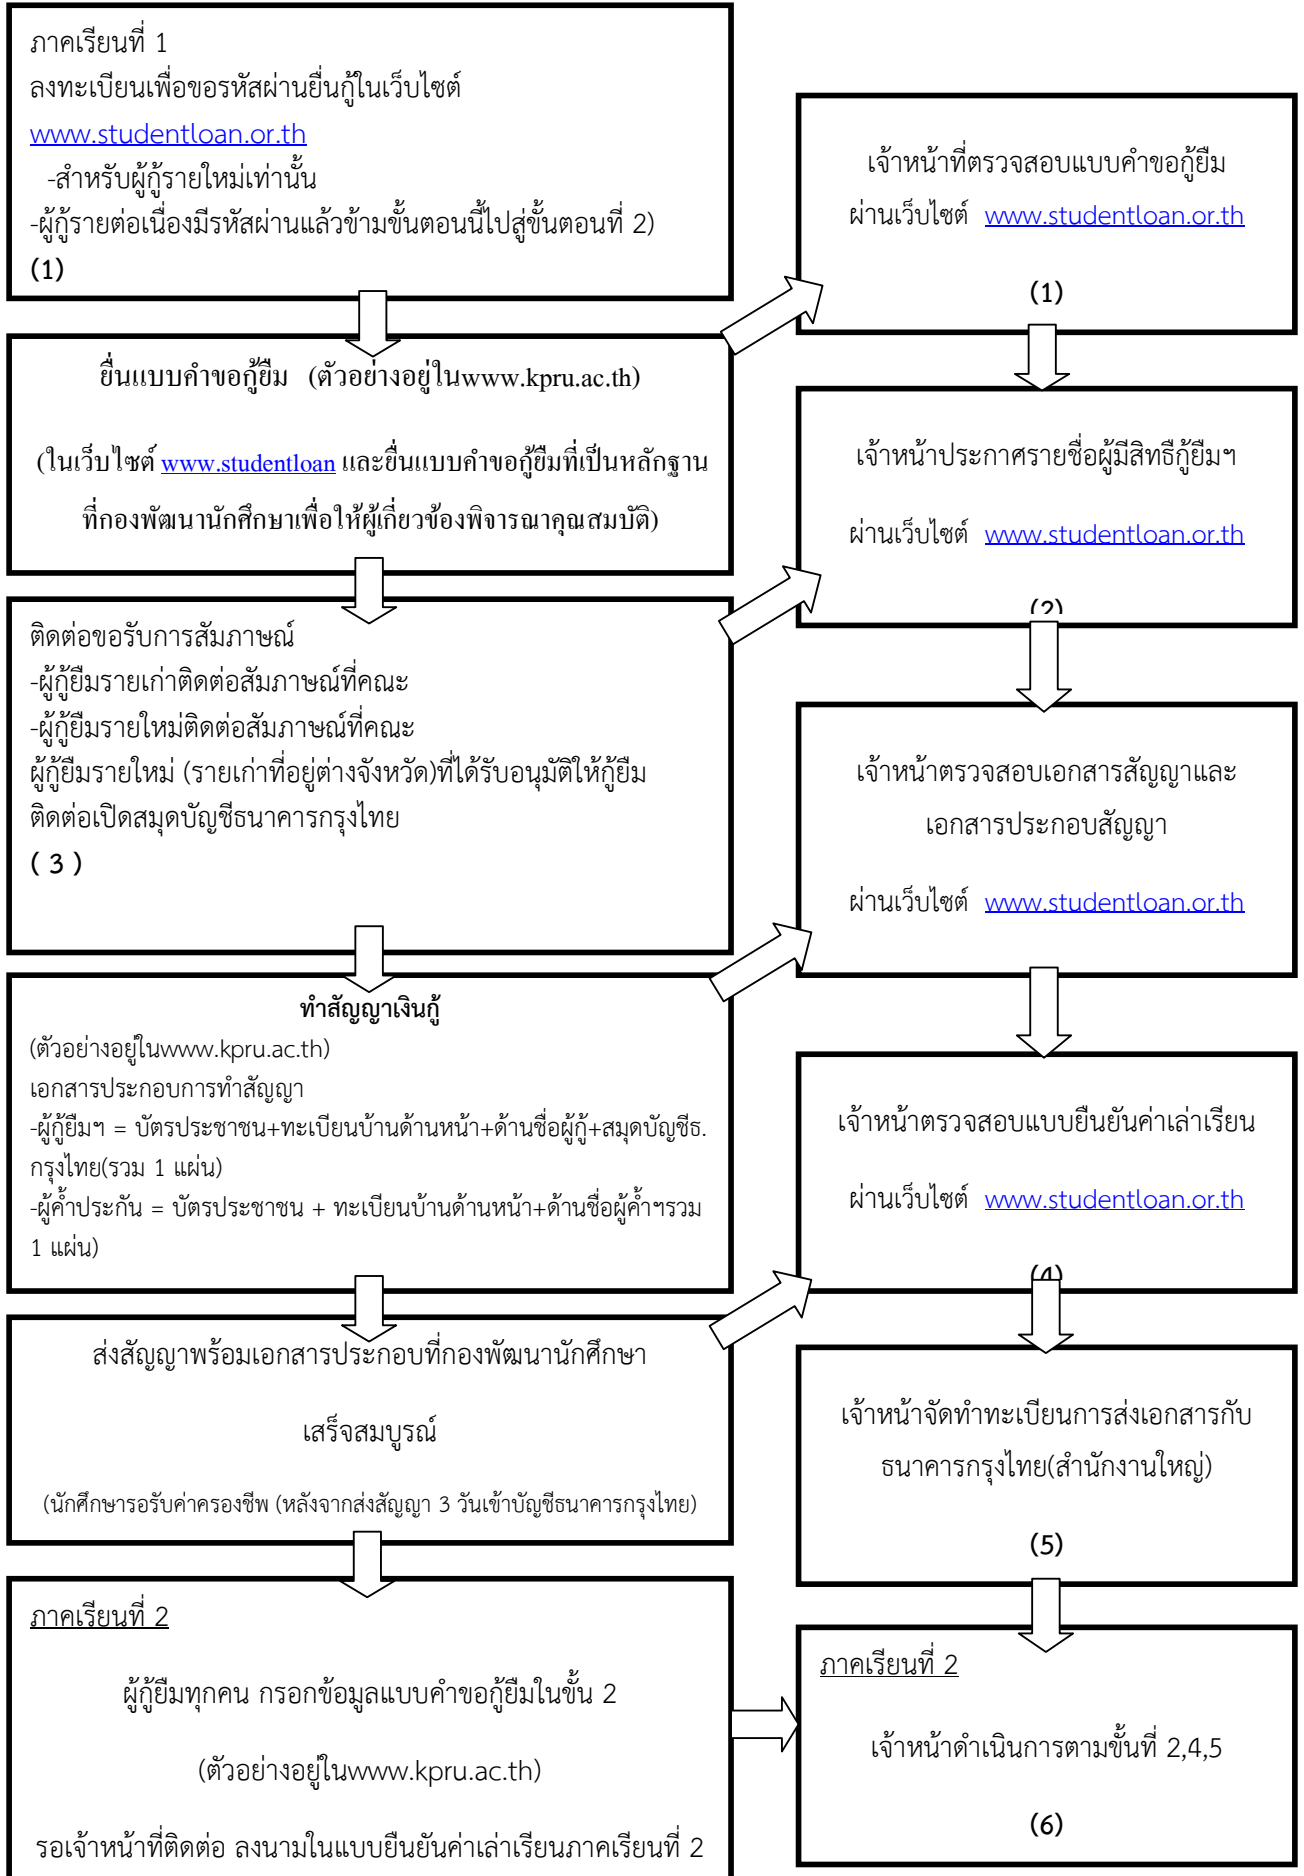 ภาคเรียนที่ 1
ลงทะเบียนเพื่อขอรหัสผ่านยื่นกู้ในเว็บไซต์
www.studentloan.or.th
-สำหรับผู้กู้รายใหม่เท่านั้น
-ผู้กู้รายต่อเนื่องมีรหัสผ่านแล้วข้ามขั้นตอนนี้ไปสู่ขั้นตอนที่ 2)
(1)
ยื่นแบบคำขอกู้ยืม (ตัวอย่างอยู่ในwww.kpru.ac.th)
(ในเว็บไซต์ www.studentloan และยื่นแบบคำขอกู้ยืมที่เป็นหลักฐาน
ที่กองพัฒนานักศึกษาเพื่อให้ผู้เกี่ยวข้องพิจารณาคุณสมบัติ)
ติดต่อขอรับการสัมภาษณ์
-ผู้กู้ยืมรายเก่าติดต่อสัมภาษณ์ที่คณะ
-ผู้กู้ยืมรายใหม่ติดต่อสัมภาษณ์ที่คณะ
ผู้กู้ยืมรายใหม่ (รายเก่าที่อยู่ต่างจังหวัด)ที่ได้รับอนุมัติให้กู้ยืม
ติดต่อเปิดสมุดบัญชีธนาคารกรุงไทย
( 3 )
ทำสัญญาเงินกู้
(ตัวอย่างอยู่ในwww.kpru.ac.th)
เอกสารประกอบการทำสัญญา
-ผู้กู้ยืมฯ = บัตรประชาชน+ทะเบียนบ้านด้านหน้า+ด้านชื่อผู้กู้+สมุดบัญชีธ.
กรุงไทย(รวม 1 แผ่น)
-ผู้ค้ำประกัน = บัตรประชาชน + ทะเบียนบ้านด้านหน้า+ด้านชื่อผู้ค้ำฯรวม
1 แผ่น)
ส่งสัญญาพร้อมเอกสารประกอบที่กองพัฒนานักศึกษา
เสร็จสมบูรณ์
(นักศึกษารอรับค่าครองชีพ (หลังจากส่งสัญญา 3 วันเข้าบัญชีธนาคารกรุงไทย)
ภาคเรียนที่ 2
ผู้กู้ยืมทุกคน กรอกข้อมูลแบบคำขอกู้ยืมในขั้น 2
(ตัวอย่างอยู่ในwww.kpru.ac.th)
รอเจ้าหน้าที่ติดต่อ ลงนามในแบบยืนยันค่าเล่าเรียนภาคเรียนที่ 2
เจ้าหน้าที่ตรวจสอบแบบคำขอกู้ยืม
ผ่านเว็บไซต์ www.studentloan.or.th
(1)
เจ้าหน้าประกาศรายชื่อผู้มีสิทธิกู้ยืมฯ
ผ่านเว็บไซต์ www.studentloan.or.th
(2)
เจ้าหน้าตรวจสอบเอกสารสัญญาและ
เอกสารประกอบสัญญา
ผ่านเว็บไซต์ www.studentloan.or.th
เจ้าหน้าตรวจสอบแบบยืนยันค่าเล่าเรียน
ผ่านเว็บไซต์ www.studentloan.or.th
(4)
เจ้าหน้าจัดทำทะเบียนการส่งเอกสารกับ
ธนาคารกรุงไทย(สำนักงานใหญ่)
(5)
ภาคเรียนที่ 2
เจ้าหน้าดำเนินการตามขั้นที่ 2,4,5
(6)